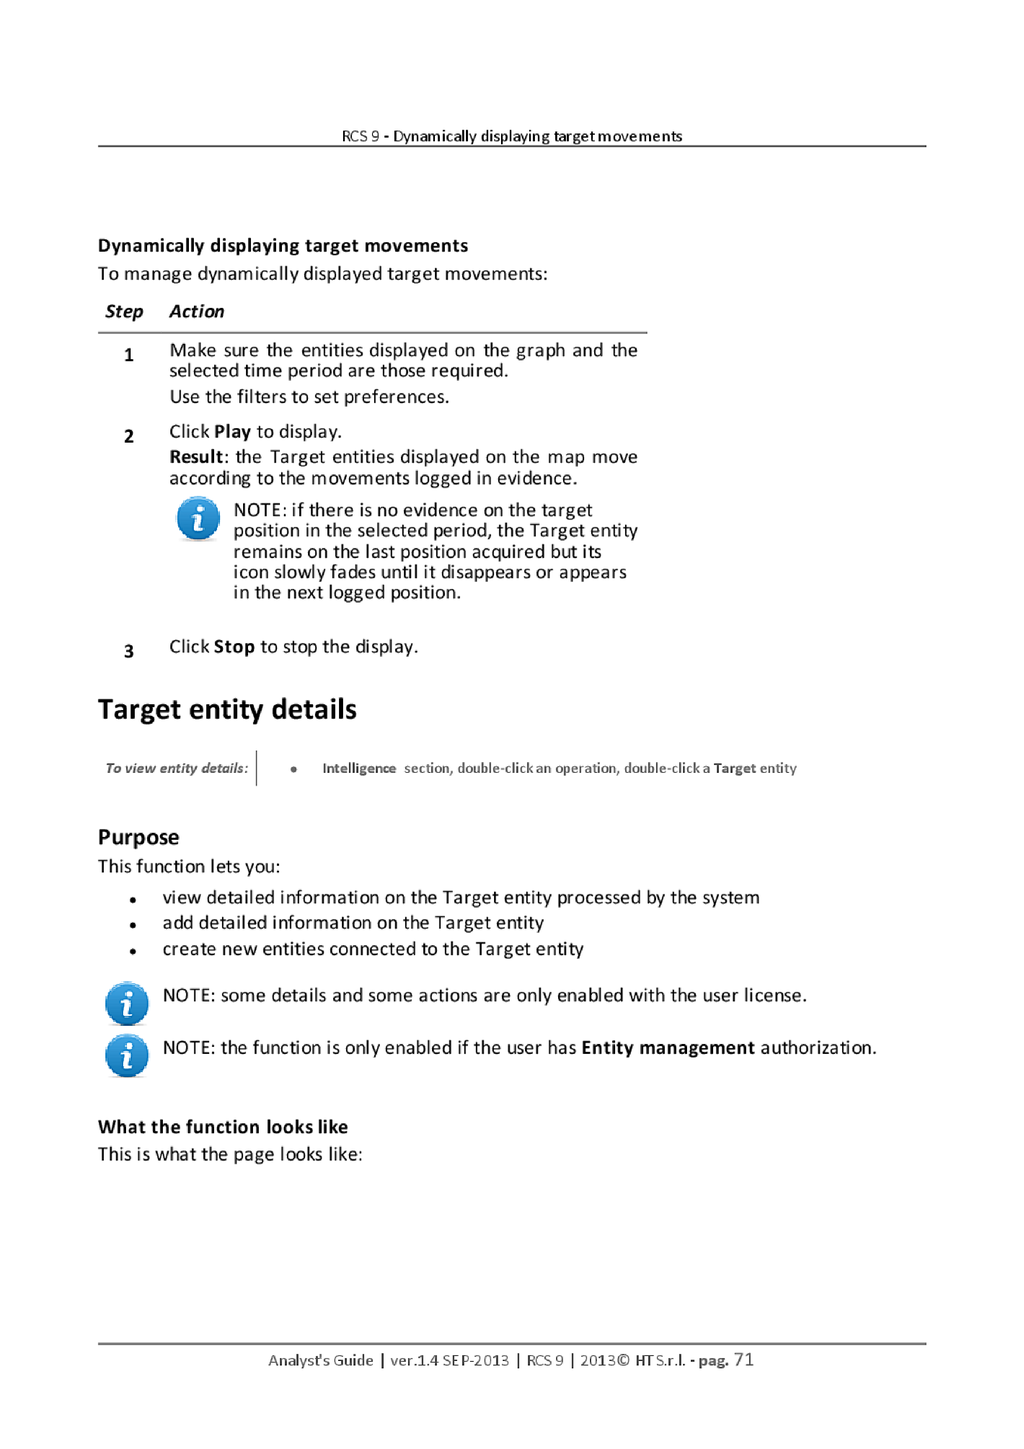 RCS 9 - Dynamically displaying target movements
Dynamically displaying target movements
To manage dynamically displayed target movements:
Step Action
1 Make sure the entities displayed on the graph and the
selected time period are those required.
Use the filters to set preferences.
2 Click Play to display.
Result: the Target entities displayed on the map move
according to the movements logged in evidence.
NOTE: if there is no evidence on the target
position in the selected period, the Target entity
remains on the last position acquired but its
icon slowly fades until it disappears or appears
in the next logged position.
3 Click Stop to stop the display.
Target entity details
To view entity details: • Intelligence section, double-click an operation, double-click a Target entity
Purpose
This function lets you:
• view detailed information on the Target entity processed by the system
• add detailed information on the Target entity
• create new entities connected to the Target entity
NOTE: some details and some actions are only enabled with the user license.
NOTE: the function is only enabled if the user has Entity management authorization.
What the function looks like
This is what the page looks like:
Analyst's Guide | ver.1.4 SEP-2013 | RCS 9 | 2013© HT S.r.l. - pag. 71